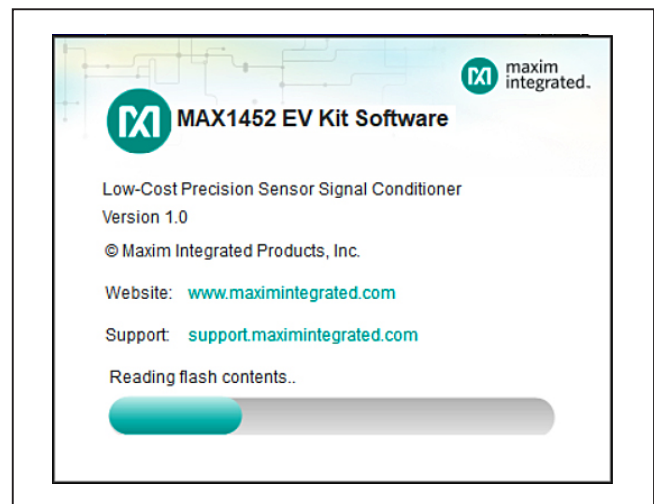 maxim
integrated™
MAX1452 EV Kit Software
Low-Cost Precision Sensor Signal Conditioner
Version 1.0
© Maxim Integrated Products, Inc.
Website: www.maximintegrated.com
Support: support.maximintegrated.com
Reading flash contents..